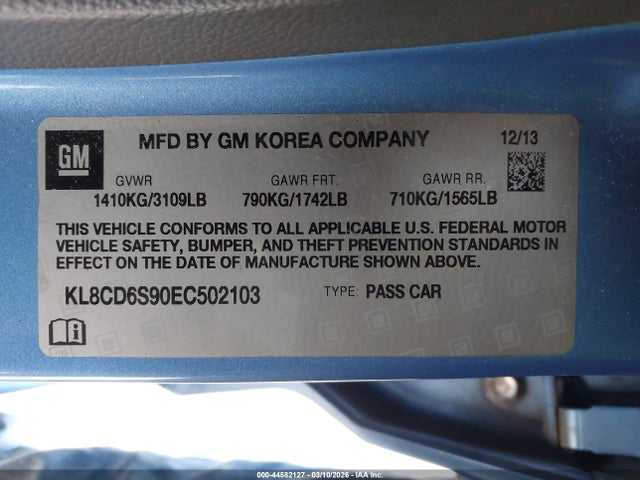 GM
MFD BY GM KOREA COMPANY
12/13
GVWR
GAWR FRT.
GAWR RR.
1410KG/3109LB
790KG/1742LB
710KG/1565LB
THIS VEHICLE CONFORMS TO ALL APPLICABLE U.S. FEDERAL MOTOR
VEHICLE SAFETY, BUMPER, AND THEFT PREVENTION STANDARDS IN
EFFECT ON THE DATE OF MANUFACTURE SHOWN ABOVE.
KL8CD6S90EC502103
TYPE: PASS CAR
000-44582127 - 03/10/2026 - IAA Inc.